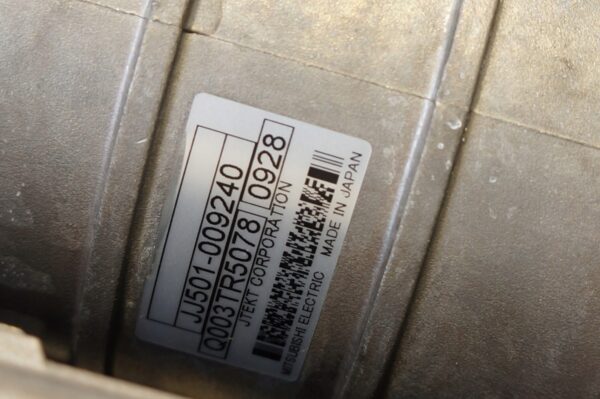 JJ501-009240
Q003TR5078 0928
JTEKT CORPORATION
MITSUBISHI ELECTRIC MADE IN JAPAN